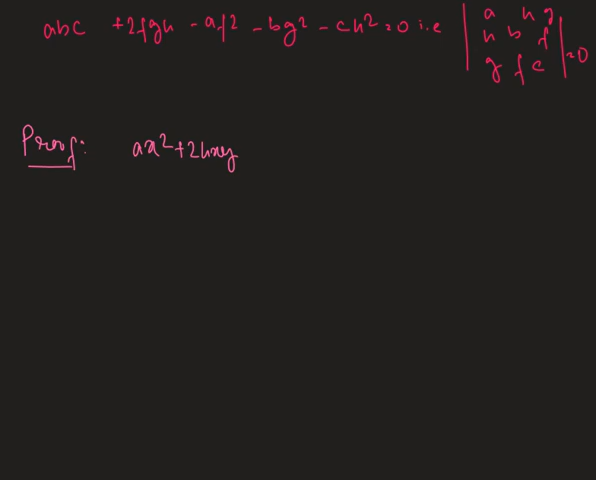 abc + 2fgh - af² - bg² - ch² = 0 i.e | a h g |
| h b f | = 0
| g f c |
Proof: ax² + 2hxy